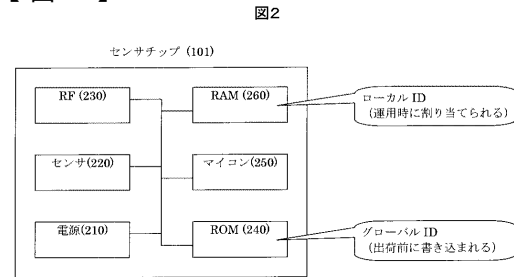 図2
センサチップ (101)
RF (230)
RAM (260)
ローカル ID
(運用時に割り当てられる)
センサ(220)
マイコン(250)
電源(210)
ROM (240)
グローバル ID
(出荷前に書き込まれる)